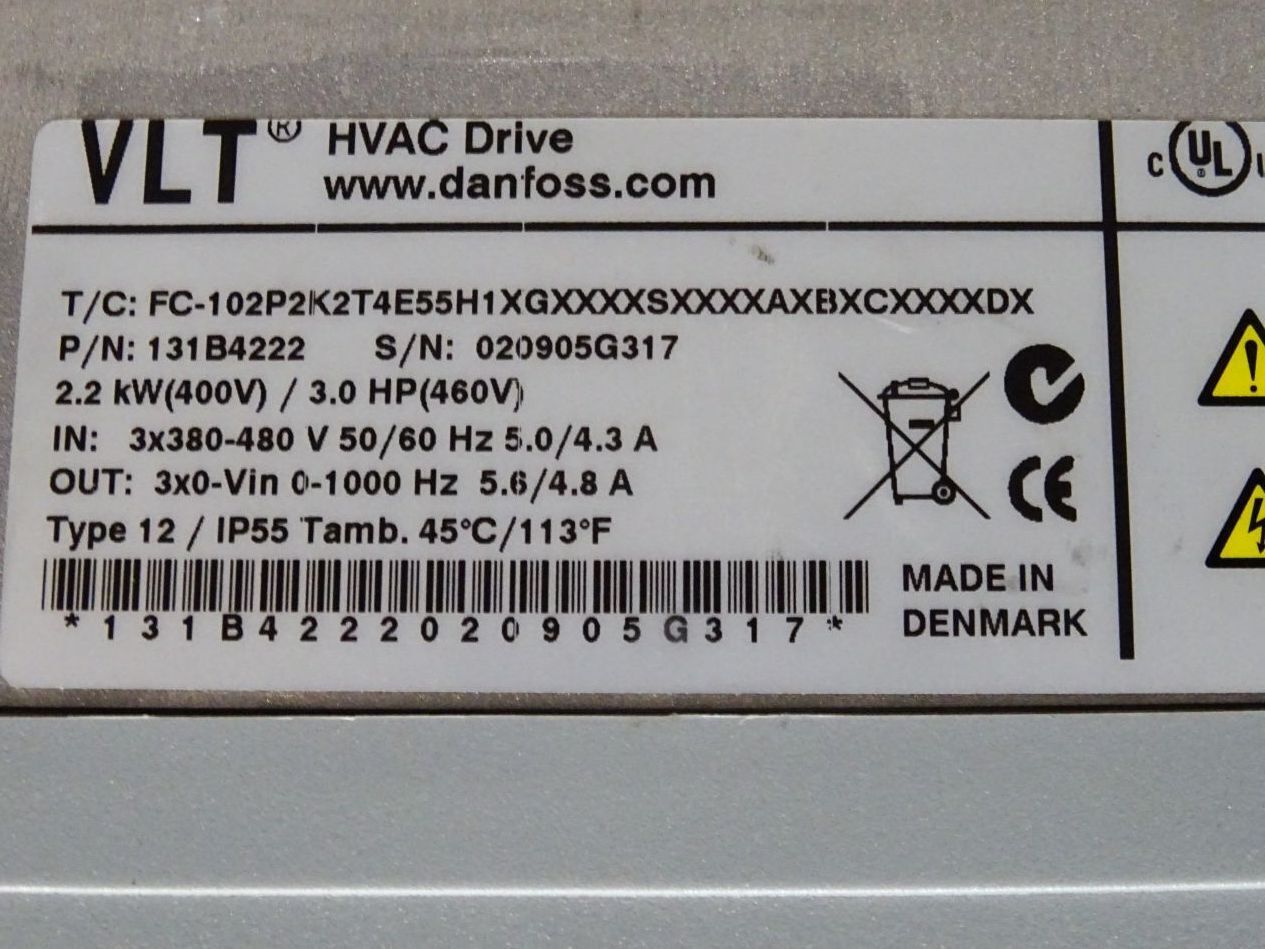 VLT® HVAC Drive
www.danfoss.com
C UL
T/C: FC-102P2K2T4E55H1XGXXXXSXXXXAXBXCXXXXDX
P/N: 131B4222 S/N: 020905G317
2.2 kW(400V) / 3.0 HP(460V)
IN: 3x380-480 V 50/60 Hz 5.0/4.3 A
OUT: 3x0-Vin 0-1000 Hz 5.6/4.8 A
CE
Type 12 / IP55 Tamb. 45°C/113°F
*131B4222020905G317*
MADE IN
DENMARK